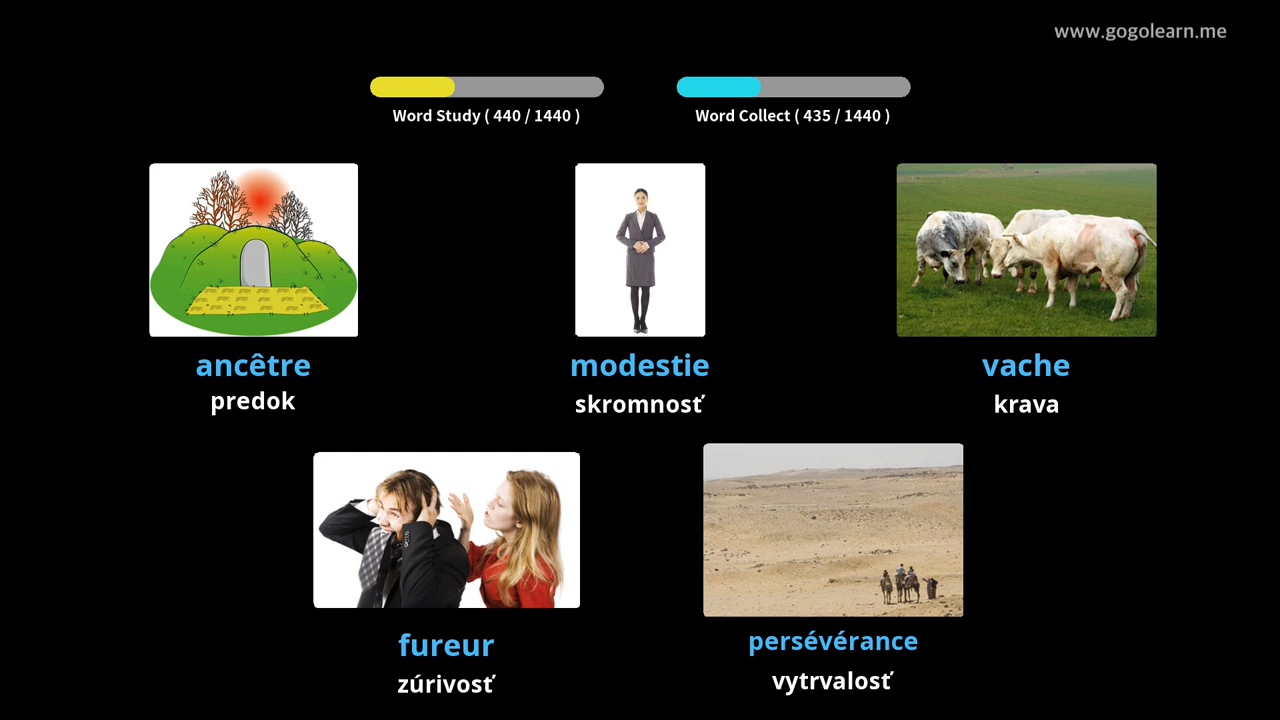 www.gogolearn.me
Word Study ( 440 / 1440 )
Word Collect ( 435 / 1440 )
ancêtre
predok
modestie
skromnosť
vache
krava
fureur
zúrivosť
persévérance
vytrvalosť